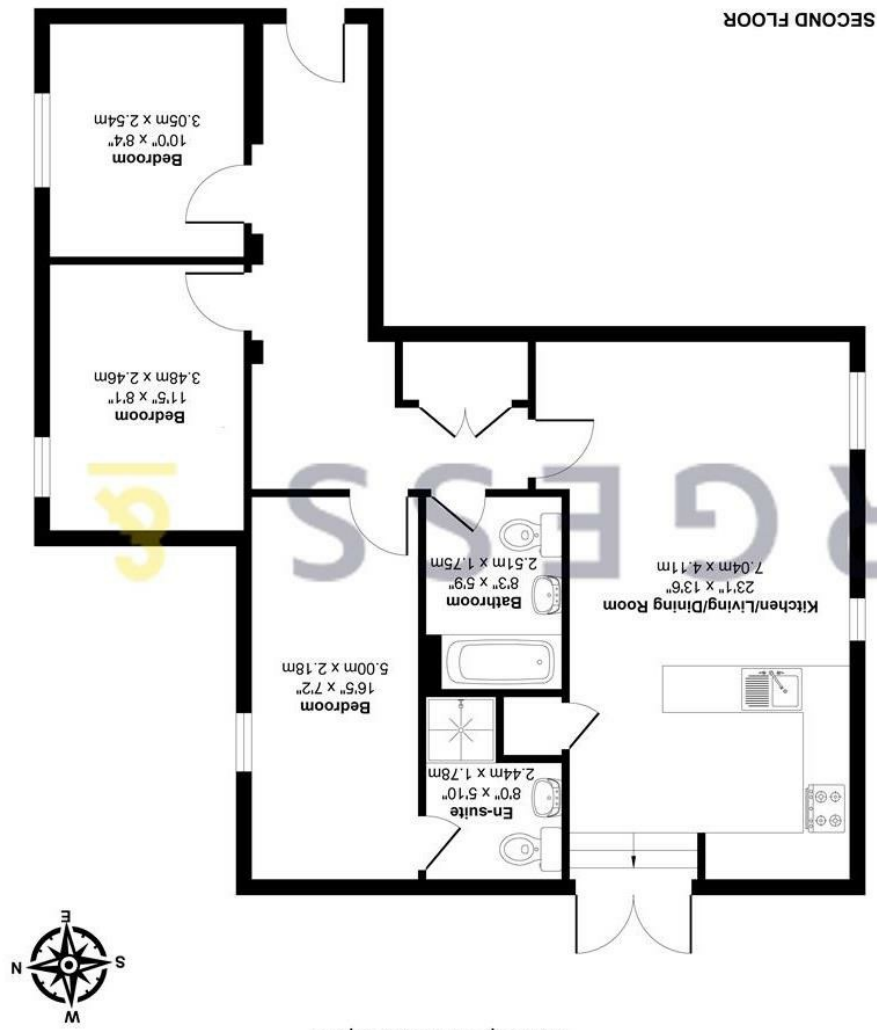 W
S N
E
En-suite
8'0" x 5'10"
2.44m x 1.78m
Bedroom
16'5" x 7'2"
5.00m x 2.18m
Kitchen/Living/Dining Room
23'1" x 13'6"
7.04m x 4.11m
Bathroom
8'3" x 5'9"
2.51m x 1.75m
RGESS
Bedroom
11'5" x 8'1"
3.48m x 2.46m
Bedroom
10'0" x 8'4"
3.05m x 2.54m
SECOND FLOOR